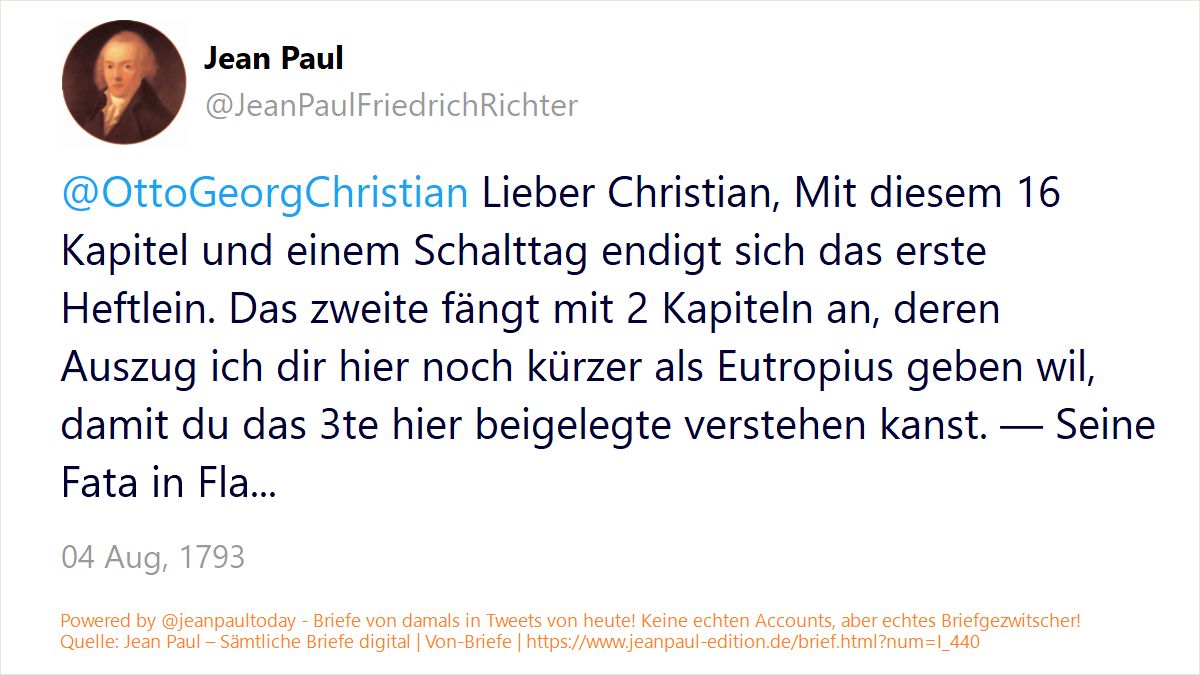 Jean Paul
@JeanPaulFriedrichRichter
@OttoGeorgChristian Lieber Christian, Mit diesem 16
Kapitel und einem Schalttag endigt sich das erste
Heftlein. Das zweite fängt mit 2 Kapiteln an, deren
Auszug ich dir hier noch kürzer als Eutropius geben wil,
damit du das 3te hier beigelegte verstehen kanst. — Seine
Fata in Fla...
04 Aug, 1793
Powered by @jeanpaultoday - Briefe von damals in Tweets von heute! Keine echten Accounts, aber echtes Briefgezwitscher!
Quelle: Jean Paul – Sämtliche Briefe digital | Von-Briefe | https://www.jeanpaul-edition.de/brief.html?num=I_440